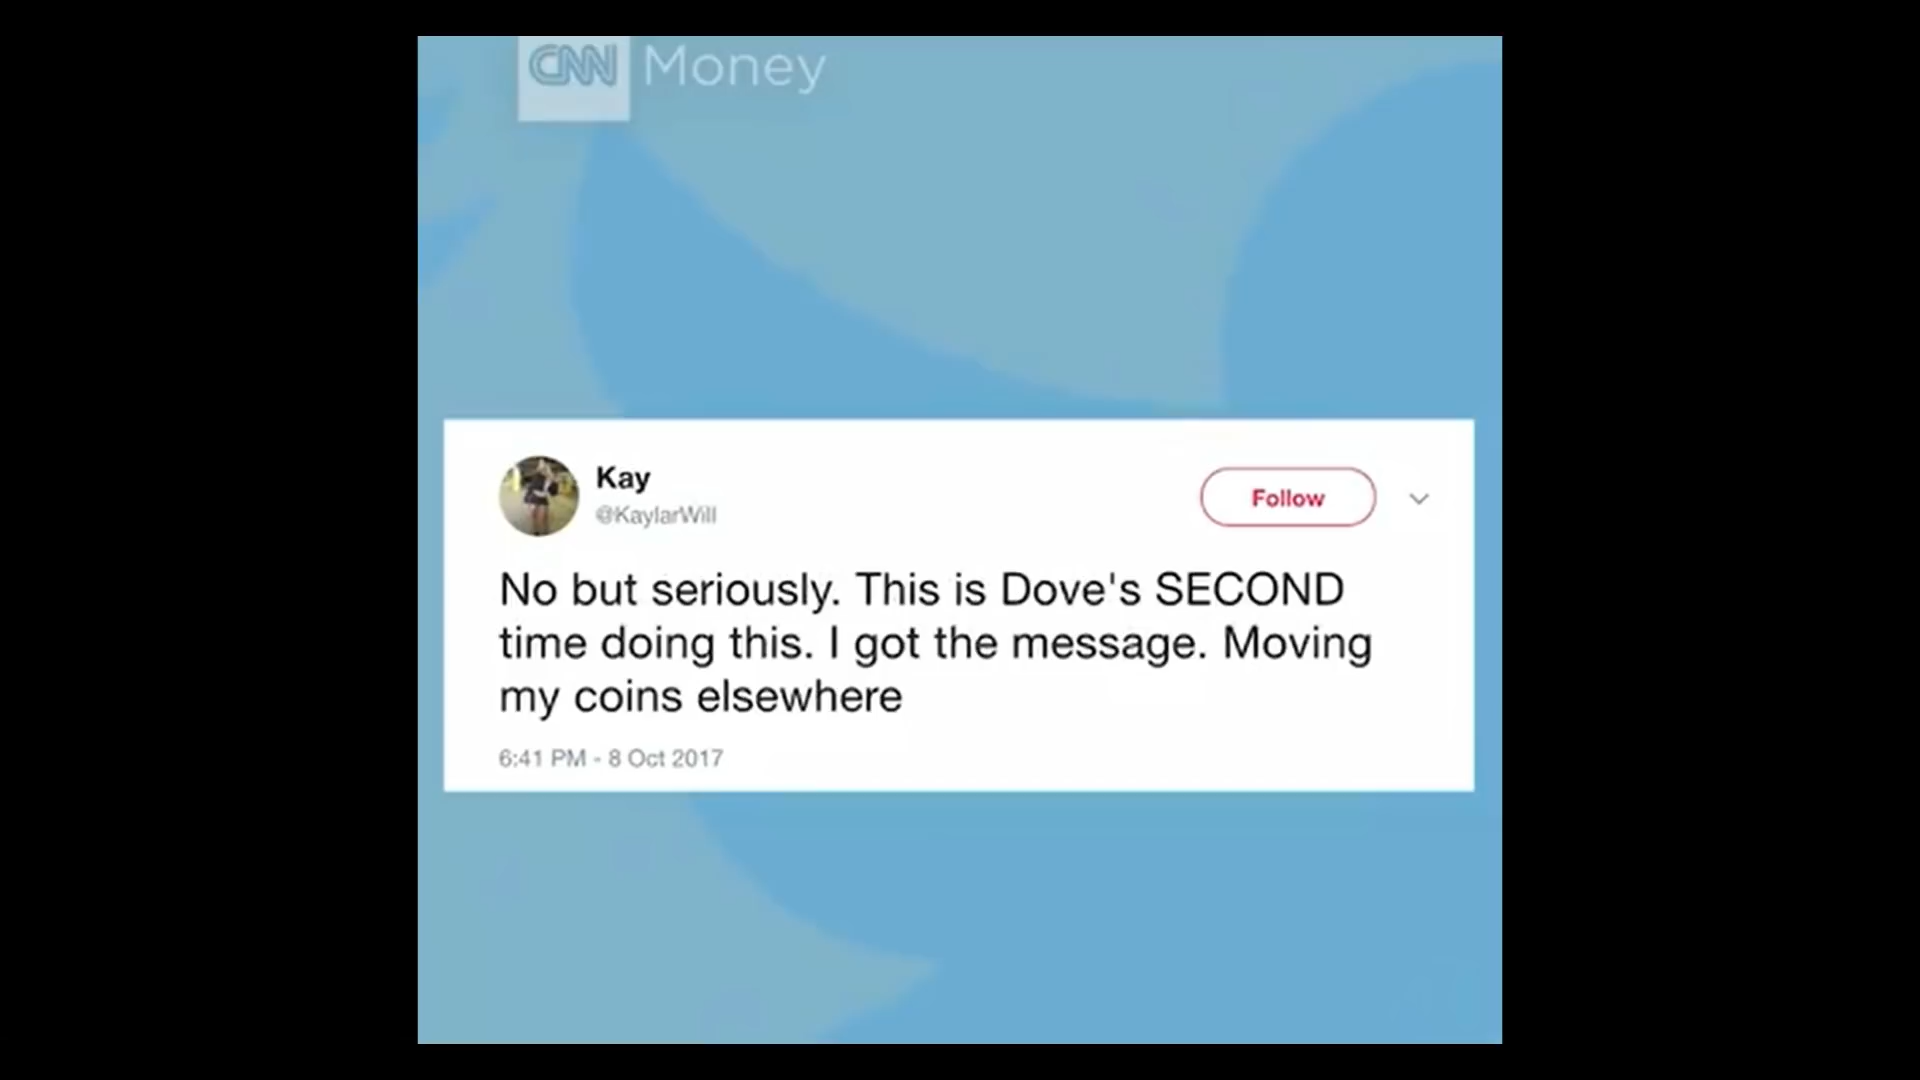 CNN Money
Kay
@KaylarWill
Follow
No but seriously. This is Dove's SECOND
time doing this. I got the message. Moving
my coins elsewhere
6:41 PM - 8 Oct 2017